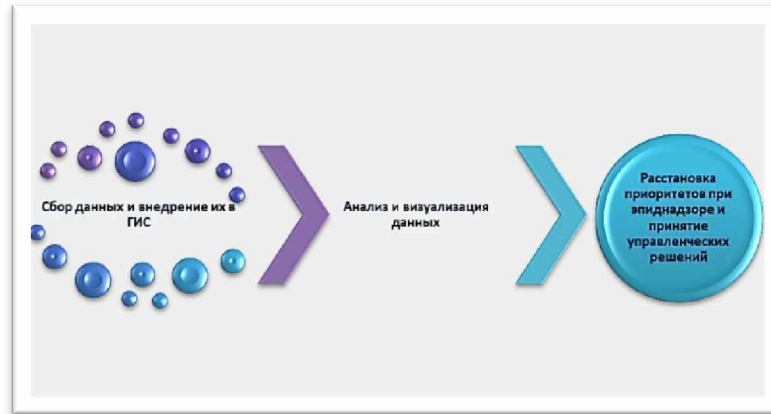 Сбор данных и внедрение их в
ГИС
Анализ и визуализация
данных
Расстановка
приоритетов при
эпиднадзоре и
принятие
управленческих
решений